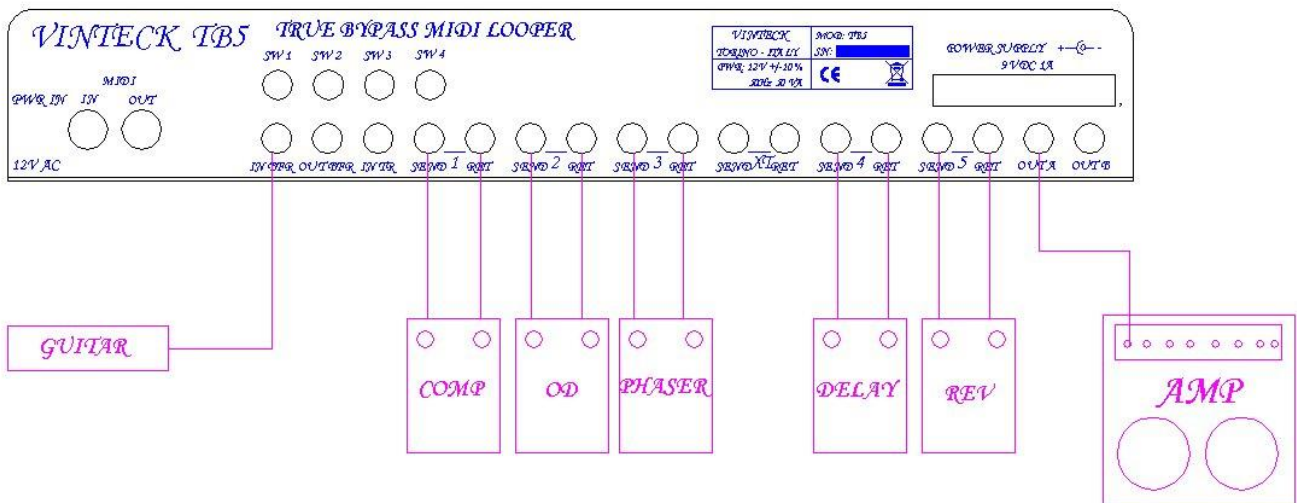 VINTECK TB5
TRUE BYPASS MIDI LOOPER
SW 1 SW 2 SW 3 SW 4
VINTECK
TORINO - ITALY
MOD: TB5
SN:
PWR: 12V +/-10%
50Hz 30 VA
CE
POWER SUPPLY + -
9 VDC 1A
MIDI
PWR IN IN OUT
12V AC
IN BFR OUT BFR IN TR SEND 1 RET SEND 2 RET SEND 3 RET SEND XT RET SEND 4 RET SEND 5 RET OUT A OUT B
GUITAR
COMP
OD
PHASER
DELAY
REV
AMP